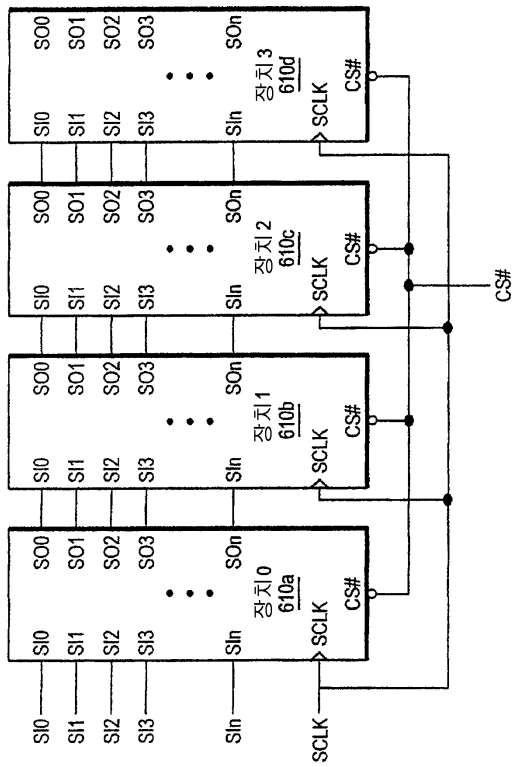 SI0
SI1
SI2
SI3
SIn
SCLK
SI0 SO0
SI1 SO1
SI2 SO2
SI3 SO3
SIn SOn
장치 0
610a
SCLK
CS#
SI0 SO0
SI1 SO1
SI2 SO2
SI3 SO3
SIn SOn
장치 1
610b
SCLK
CS#
SI0 SO0
SI1 SO1
SI2 SO2
SI3 SO3
SIn SOn
장치 2
610c
SCLK
CS#
SI0 SO0
SI1 SO1
SI2 SO2
SI3 SO3
SIn SOn
장치 3
610d
SCLK
CS#
CS#